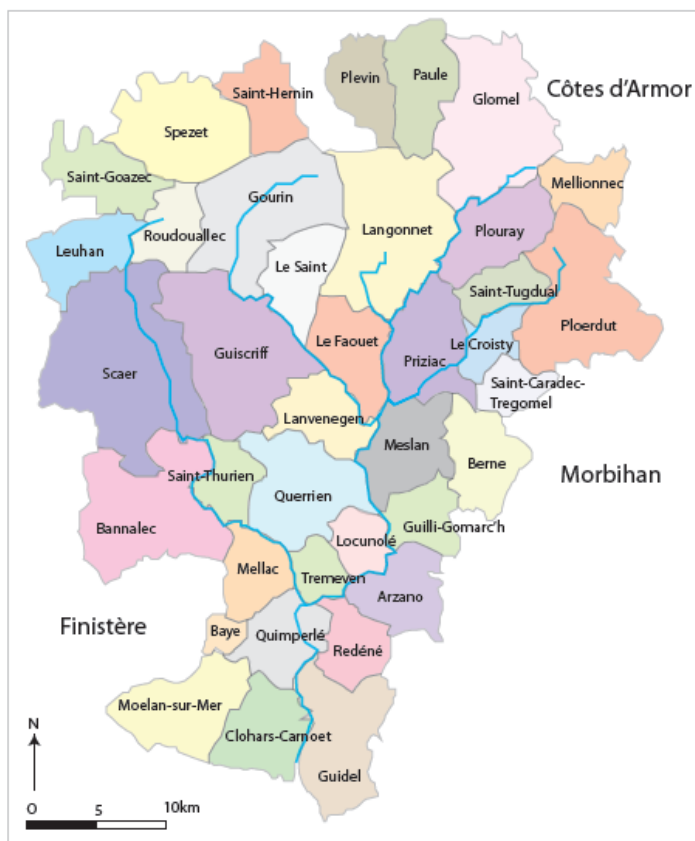 Plevin
Paule
Glomel
Côtes d'Armor
Saint-Hernin
Spezet
Saint-Goazec
Gourin
Mellionnec
Roudouallec
Langonnet
Plouray
Leuhan
Le Saint
Saint-Tugdual
Ploerdut
Guiscriff
Le Faouet
Le Croisty
Priziac
Scaer
Saint-Caradec-
Tregomel
Lanvenegen
Meslan
Berne
Morbihan
Saint-Thurien
Querrien
Bannalec
Guilli-Gomarc'h
Locunolé
Mellac
Tremeven
Arzano
Finistère
Baye
Quimperlé
Redéné
Moelan-sur-Mer
Clohars-Carnoet
Guidel
N
0 5 10km